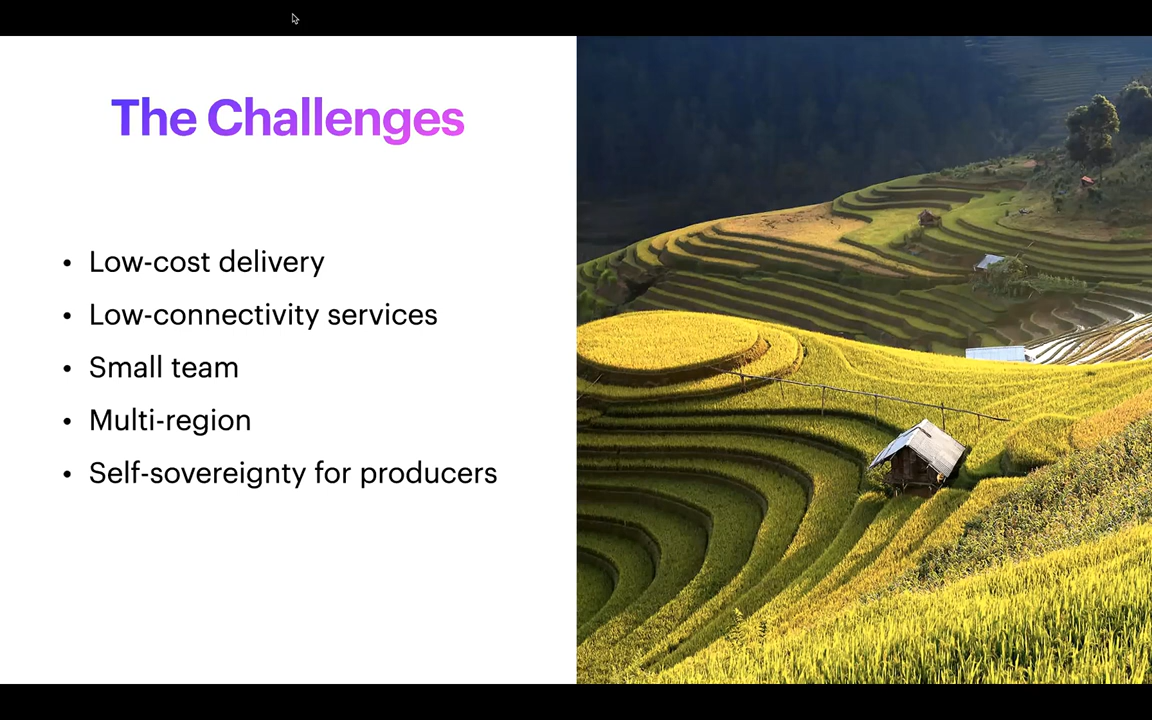 The Challenges
• Low-cost delivery
• Low-connectivity services
• Small team
• Multi-region
• Self-sovereignty for producers